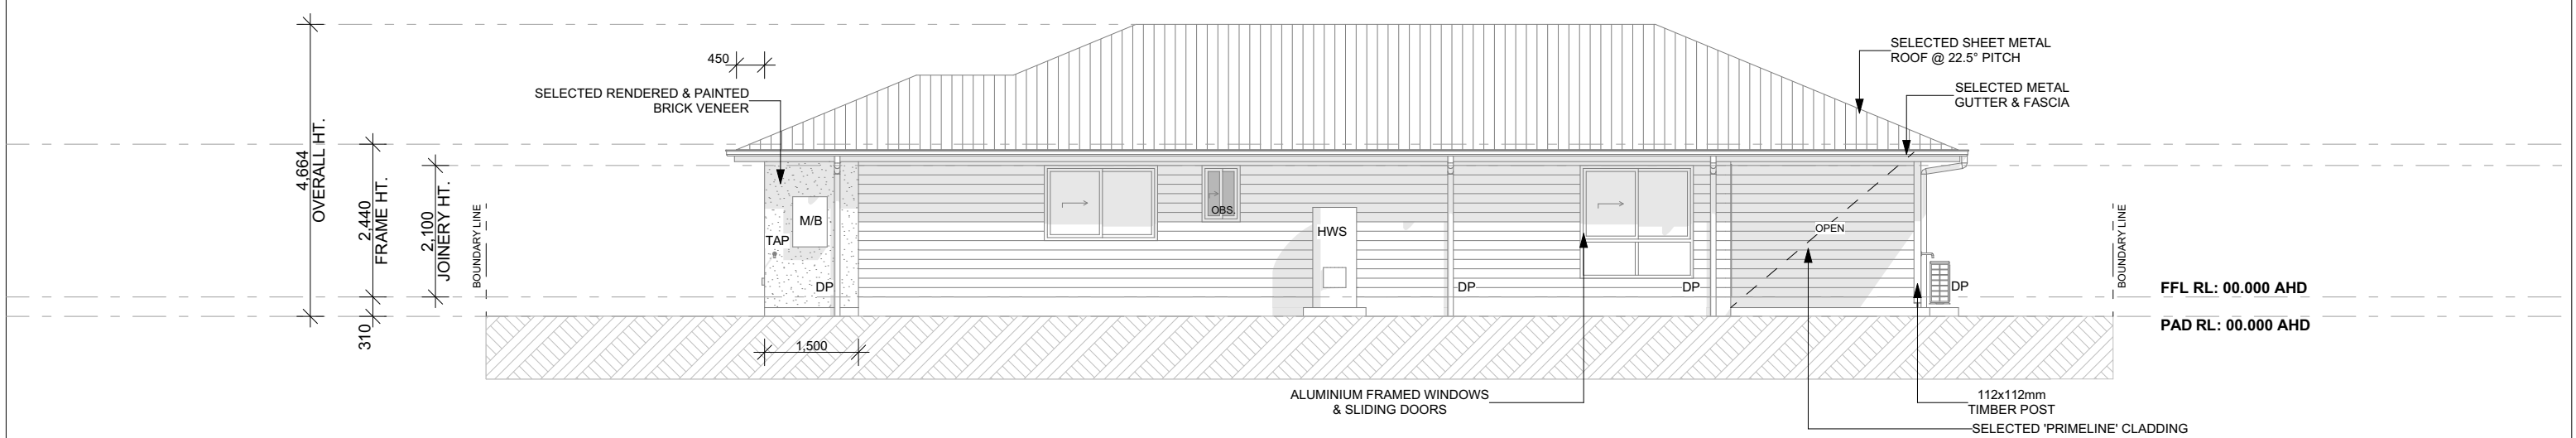 4,664
OVERALL HT.
2,440
FRAME HT.
310
2,100
JOINERY HT.
BOUNDARY LINE
450
SELECTED RENDERED & PAINTED
BRICK VENEER
TAP
M/B
DP
1,500
OBS.
HWS
DP
DP
OPEN
DP
SELECTED SHEET METAL
ROOF @ 22.5° PITCH
SELECTED METAL
GUTTER & FASCIA
BOUNDARY LINE
FFL RL: 00.000 AHD
PAD RL: 00.000 AHD
ALUMINIUM FRAMED WINDOWS
& SLIDING DOORS
112x112mm
TIMBER POST
SELECTED 'PRIMELINE' CLADDING